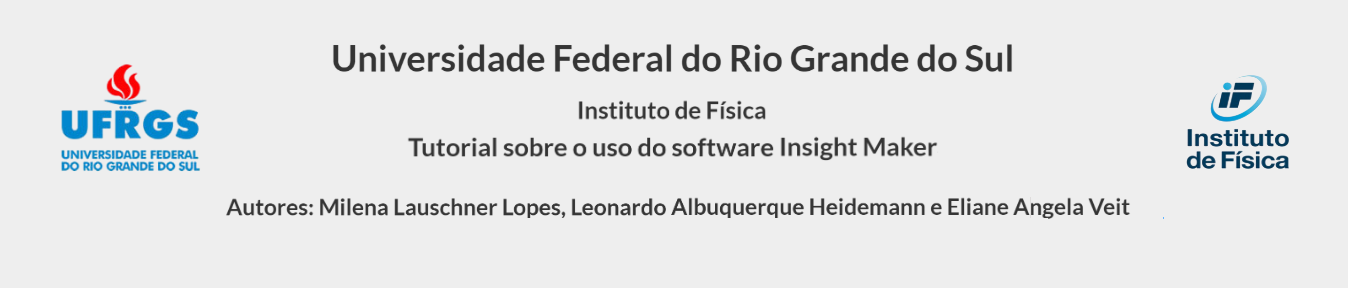 Universidade Federal do Rio Grande do Sul
Instituto de Física
Tutorial sobre o uso do software Insight Maker
Autores: Milena Lauschner Lopes, Leonardo Albuquerque Heidemann e Eliane Angela Veit
UFRGS
UNIVERSIDADE FEDERAL
DO RIO GRANDE DO SUL
iF
Instituto
de Física